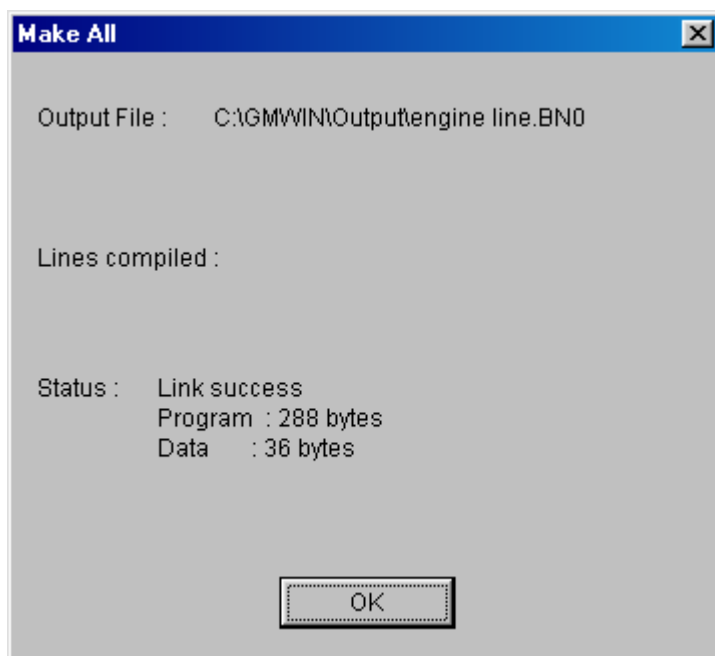 Make All
Output File : C:\GMWIN\Output\engine line.BN0
Lines compiled :
Status : Link success
Program : 288 bytes
Data : 36 bytes
OK